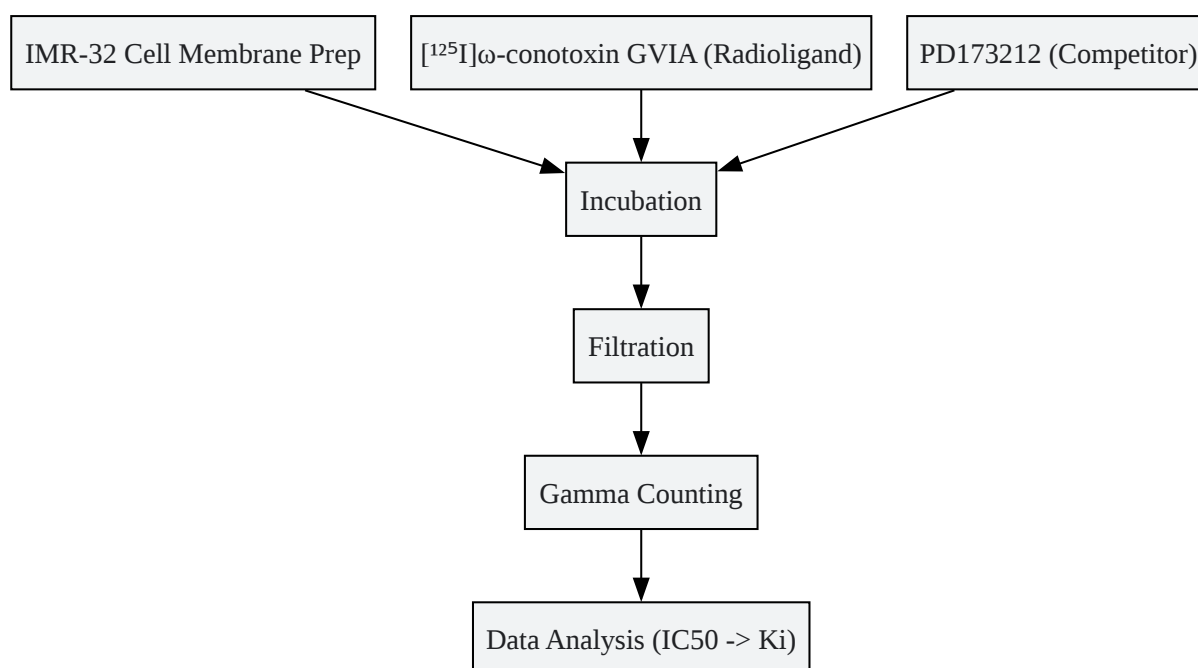 IMR-32 Cell Membrane Prep
[¹²⁵I]ω-conotoxin GVIA (Radioligand)
PD173212 (Competitor)
Incubation
Filtration
Gamma Counting
Data Analysis (IC50 -> Ki)